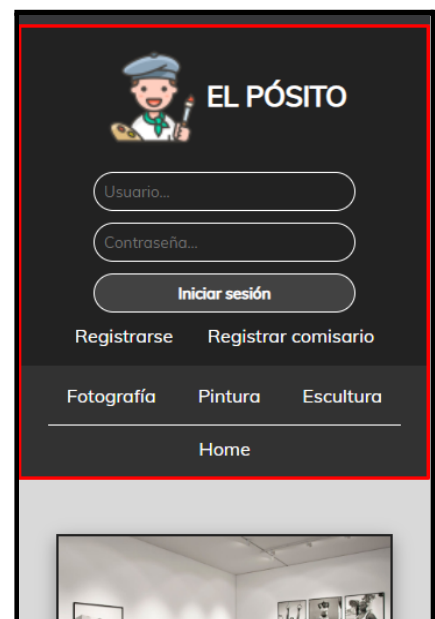 EL PÓSITO
Usuario...
Contraseña...
Iniciar sesión
Registrarse Registrar comisario
Fotografía Pintura Escultura
Home